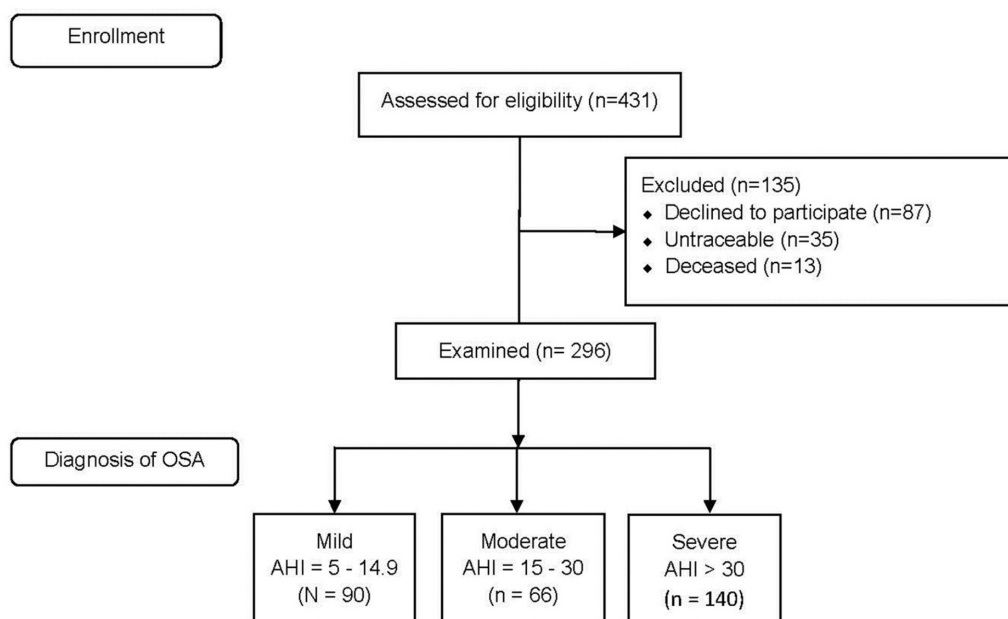 Enrollment
Assessed for eligibility (n=431)
Excluded (n=135)
◆ Declined to participate (n=87)
◆ Untraceable (n=35)
◆ Deceased (n=13)
Examined (n= 296)
Diagnosis of OSA
Mild
AHI = 5 - 14.9
(N = 90)
Moderate
AHI = 15 - 30
(n = 66)
Severe
AHI > 30
(n = 140)